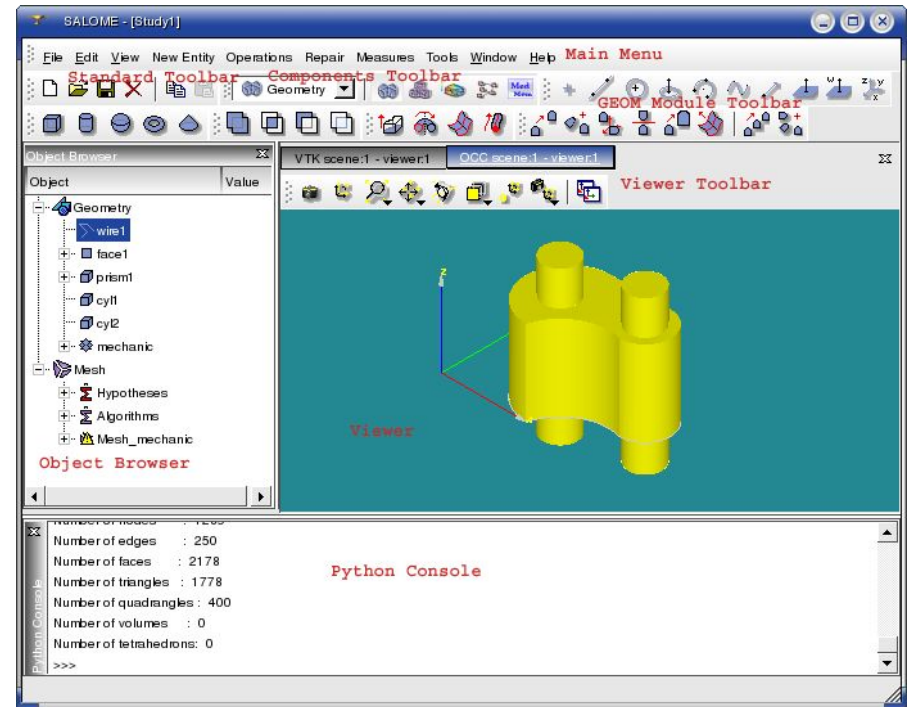 SALOME - [Study1]
File Edit View New Entity Operations Repair Measures Tools Window Help Main Menu
Standard Toolbar Components Toolbar
Geometry
GEOM Module Toolbar
Object Browser
VTK scene:1 - viewer:1 OCC scene:1 - viewer:1
Object Value
Viewer Toolbar
Geometry
wire1
face1
prism1
cyl1
cyl2
mechanic
Mesh
Hypotheses
Algorithms
Mesh_mechanic
Object Browser
Z
Viewer
Number of nodes : 1265
Number of edges : 250
Number of faces : 2178
Number of triangles : 1778
Number of quadrangles : 400
Number of volumes : 0
Number of tetrahedrons: 0
>>>
Python Console
Python Console